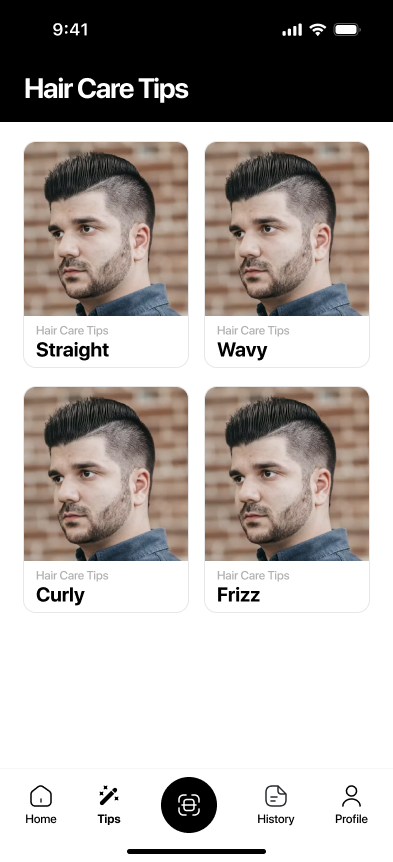 9:41
Hair Care Tips
Hair Care Tips
Straight
Hair Care Tips
Wavy
Hair Care Tips
Curly
Hair Care Tips
Frizz
Home
Tips
History
Profile